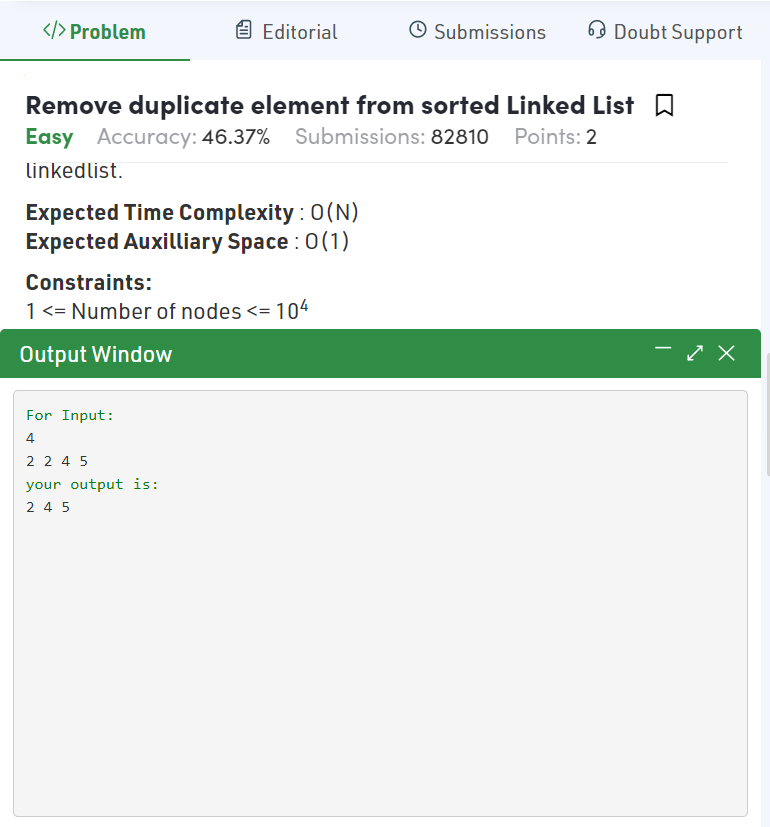 </> Problem Editorial Submissions Doubt Support
Remove duplicate element from sorted Linked List
Easy Accuracy: 46.37% Submissions: 82810 Points: 2
linkedlist.
Expected Time Complexity : O(N)
Expected Auxilliary Space : O(1)
Constraints:
1 <= Number of nodes <= 10⁴
Output Window
For Input:
4
2 2 4 5
your output is:
2 4 5